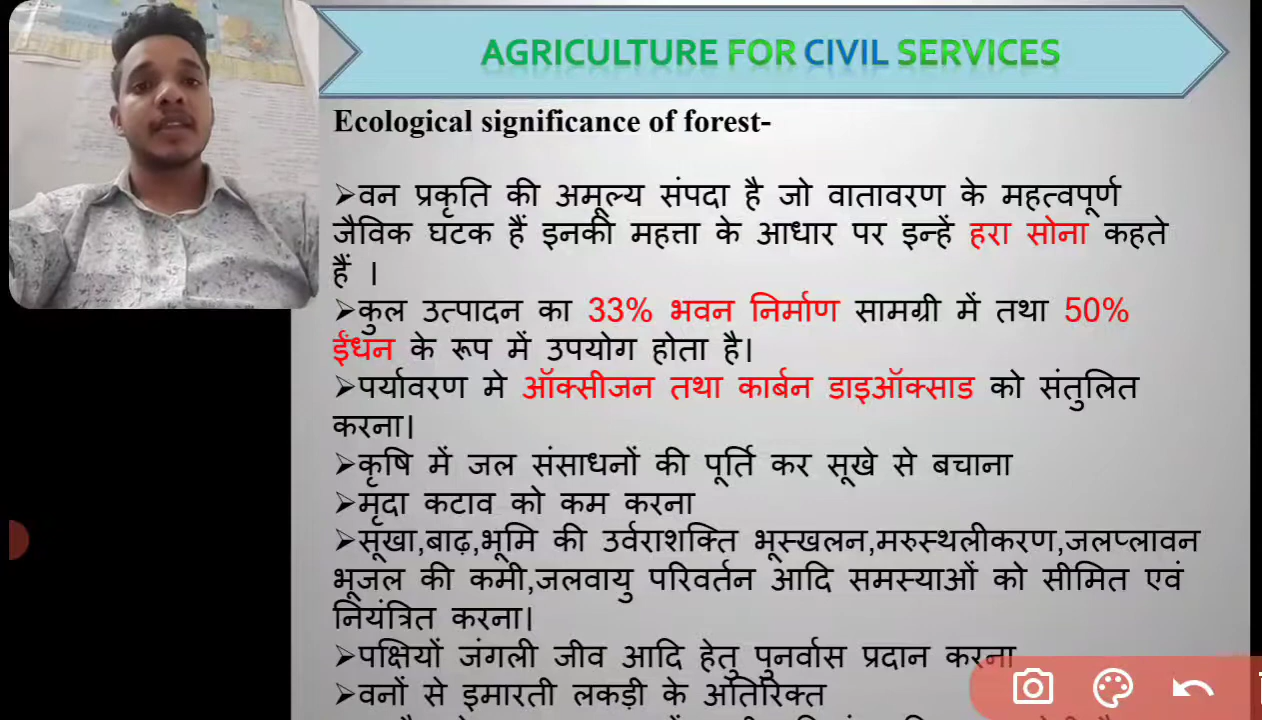 AGRICULTURE FOR CIVIL SERVICES
Ecological significance of forest-
➢वन प्रकृति की अमूल्य संपदा है जो वातावरण के महत्वपूर्ण
जैविक घटक हैं इनकी महत्ता के आधार पर इन्हें हरा सोना कहते
हैं ।
➢कुल उत्पादन का 33% भवन निर्माण सामग्री में तथा 50%
ईंधन के रूप में उपयोग होता है।
➢पर्यावरण मे ऑक्सीजन तथा कार्बन डाइऑक्साड को संतुलित
करना।
➢कृषि में जल संसाधनों की पूर्ति कर सूखे से बचाना
➢मृदा कटाव को कम करना
➢सूखा,बाढ़,भूमि की उर्वराशक्ति भूस्खलन,मरुस्थलीकरण,जलप्लावन
भूजल की कमी,जलवायु परिवर्तन आदि समस्याओं को सीमित एवं
नियंत्रित करना।
➢पक्षियों जंगली जीव आदि हेतु पुनर्वास प्रदान करना
➢वनों से इमारती लकड़ी के अतिरिक्त